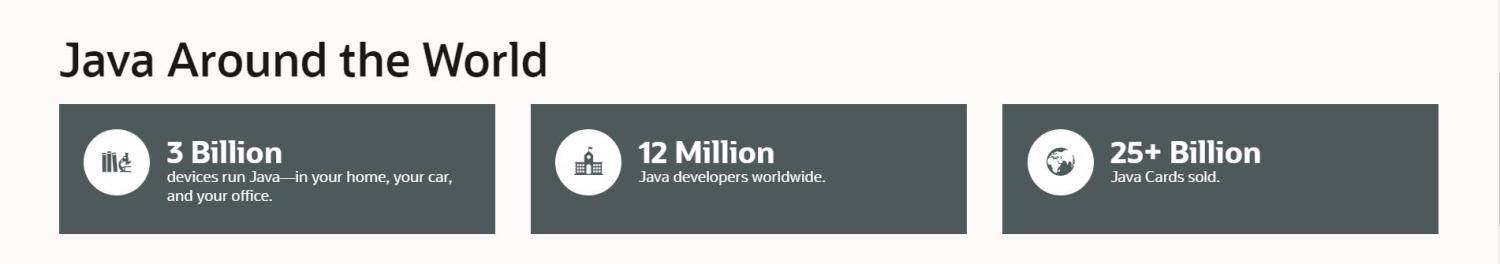 Java Around the World
3 Billion
devices run Java—in your home, your car,
and your office.
12 Million
Java developers worldwide.
25+ Billion
Java Cards sold.